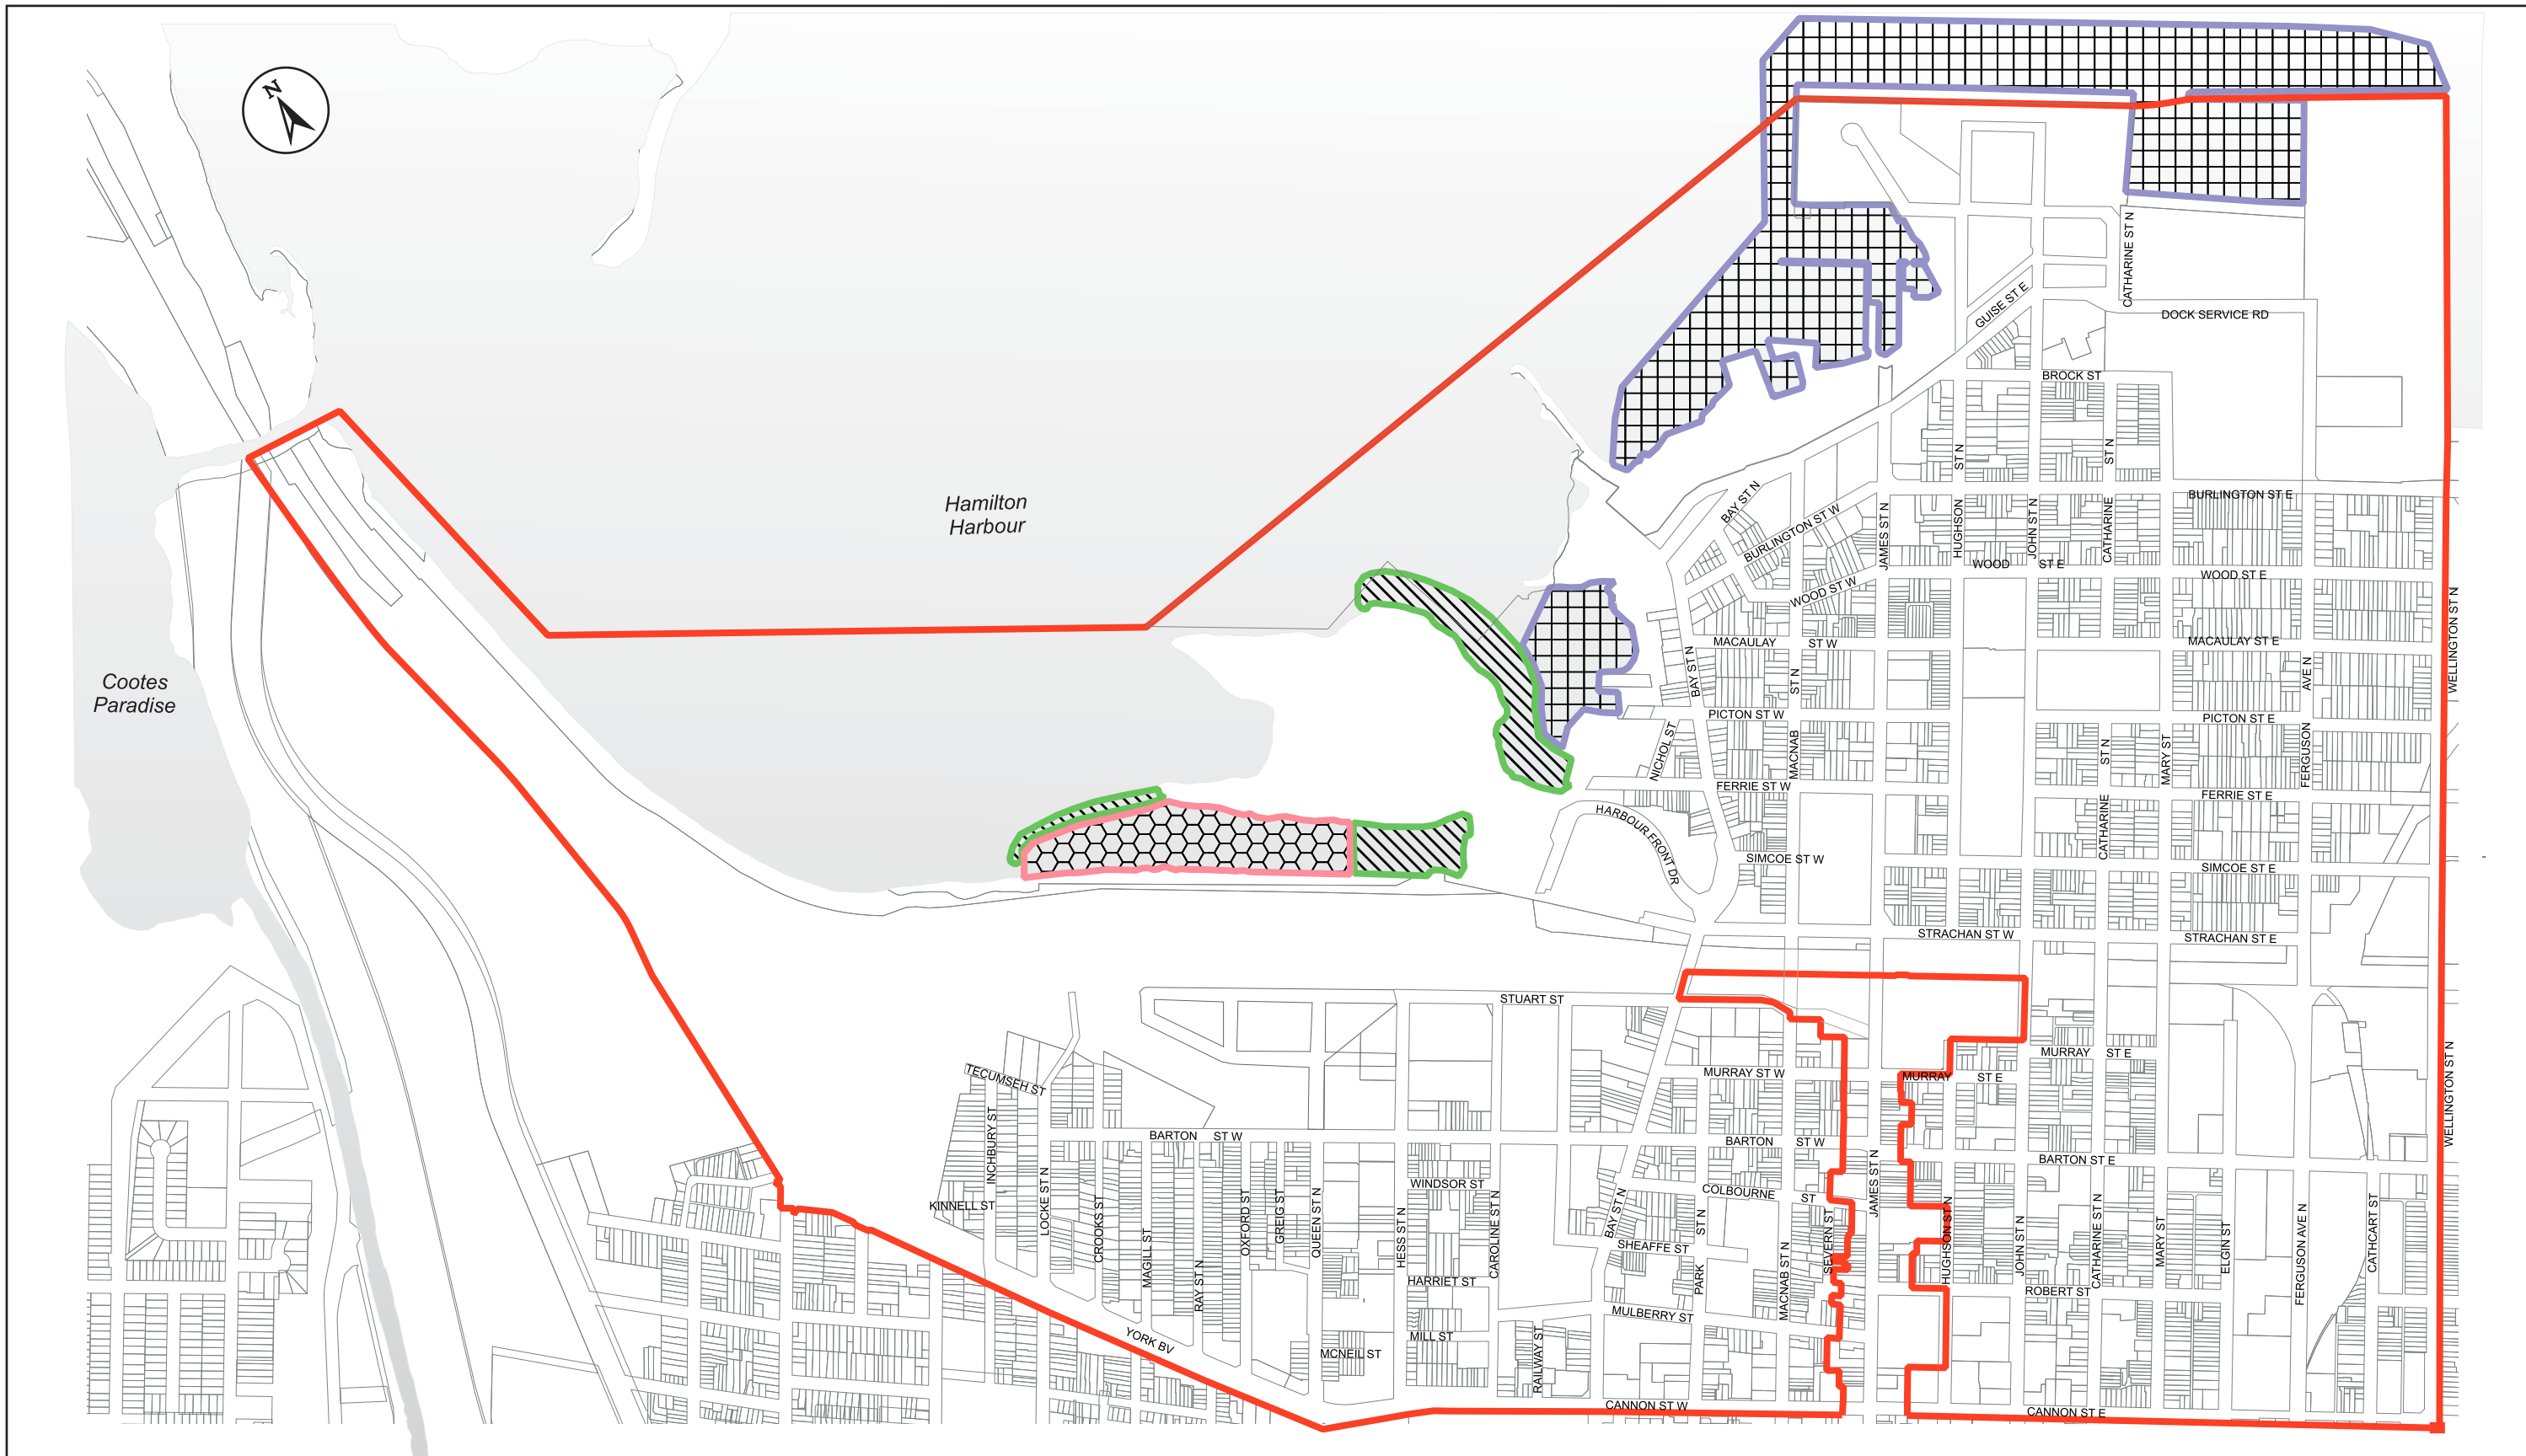 N
Hamilton
Harbour
Cootes
Paradise
CATHARINE ST N
GUISE ST E
DOCK SERVICE RD
BROCK ST
ST N
ST N
BAY ST N
BURLINGTON ST W
BURLINGTON ST E
JAMES ST N
HUGHSON
JOHN ST N
CATHARINE
WOOD ST E
WOOD ST E
WOOD ST W
WELLINGTON ST N
MACAULAY ST W
MACAULAY ST E
BAY ST N
ST N
AVE N
PICTON ST W
PICTON ST E
NICHOL ST
MACNAB
ST N
MARY ST
FERGUSON
FERRIE ST W
FERRIE ST E
HARBOUR FRONT DR
CATHARINE
SIMCOE ST W
SIMCOE ST E
STRACHAN ST W
STRACHAN ST E
STUART ST
MURRAY ST E
WELLINGTON ST N
TECUMSEH ST
MURRAY ST W
MURRAY ST E
INCHBURY ST
BARTON ST W
BARTON ST W
BARTON ST E
KINNELL ST
LOCKE ST N
CROOKS ST
MAGILL ST
RAY ST N
OXFORD ST
GREIG ST
QUEEN ST N
HESS ST N
WINDSOR ST
CAROLINE ST N
BAY ST N
COLBOURNE ST
ST N
SEVERN ST
JAMES ST N
HUGHSON ST N
JOHN ST N
CATHARINE ST N
MARY ST
ELGIN ST
FERGUSON AVE N
CATHCART ST
SHEAFFE ST
HARRIET ST
PARK
MACNAB ST N
ROBERT ST
MULBERRY ST
YORK BV
MILL ST
MCNEIL ST
RAILWAY ST
CANNON ST W
CANNON ST E